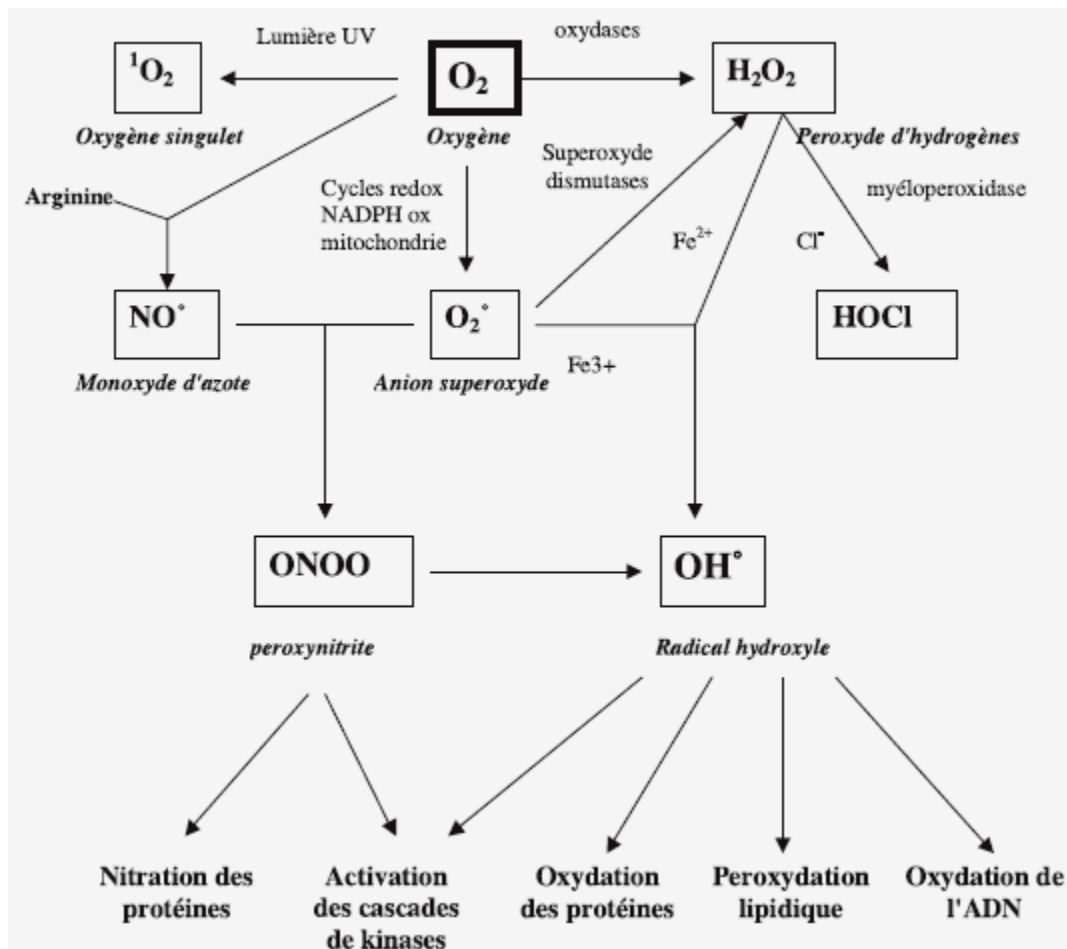 Lumière UV
oxydases
¹O₂
O₂
H₂O₂
Oxygène singulet
Oxygène
Peroxyde d'hydrogènes
Arginine
Cycles redox
NADPH ox
mitochondrie
Superoxyde
dismutases
myéloperoxidase
Fe²⁺
Cl⁻
NO°
O₂°
HOCl
Monoxyde d'azote
Anion superoxyde
Fe3+
ONOO
OH°
peroxynitrite
Radical hydroxyle
Nitration des
protéines
Activation
des cascades
de kinases
Oxydation
des protéines
Peroxydation
lipidique
Oxydation de
l'ADN